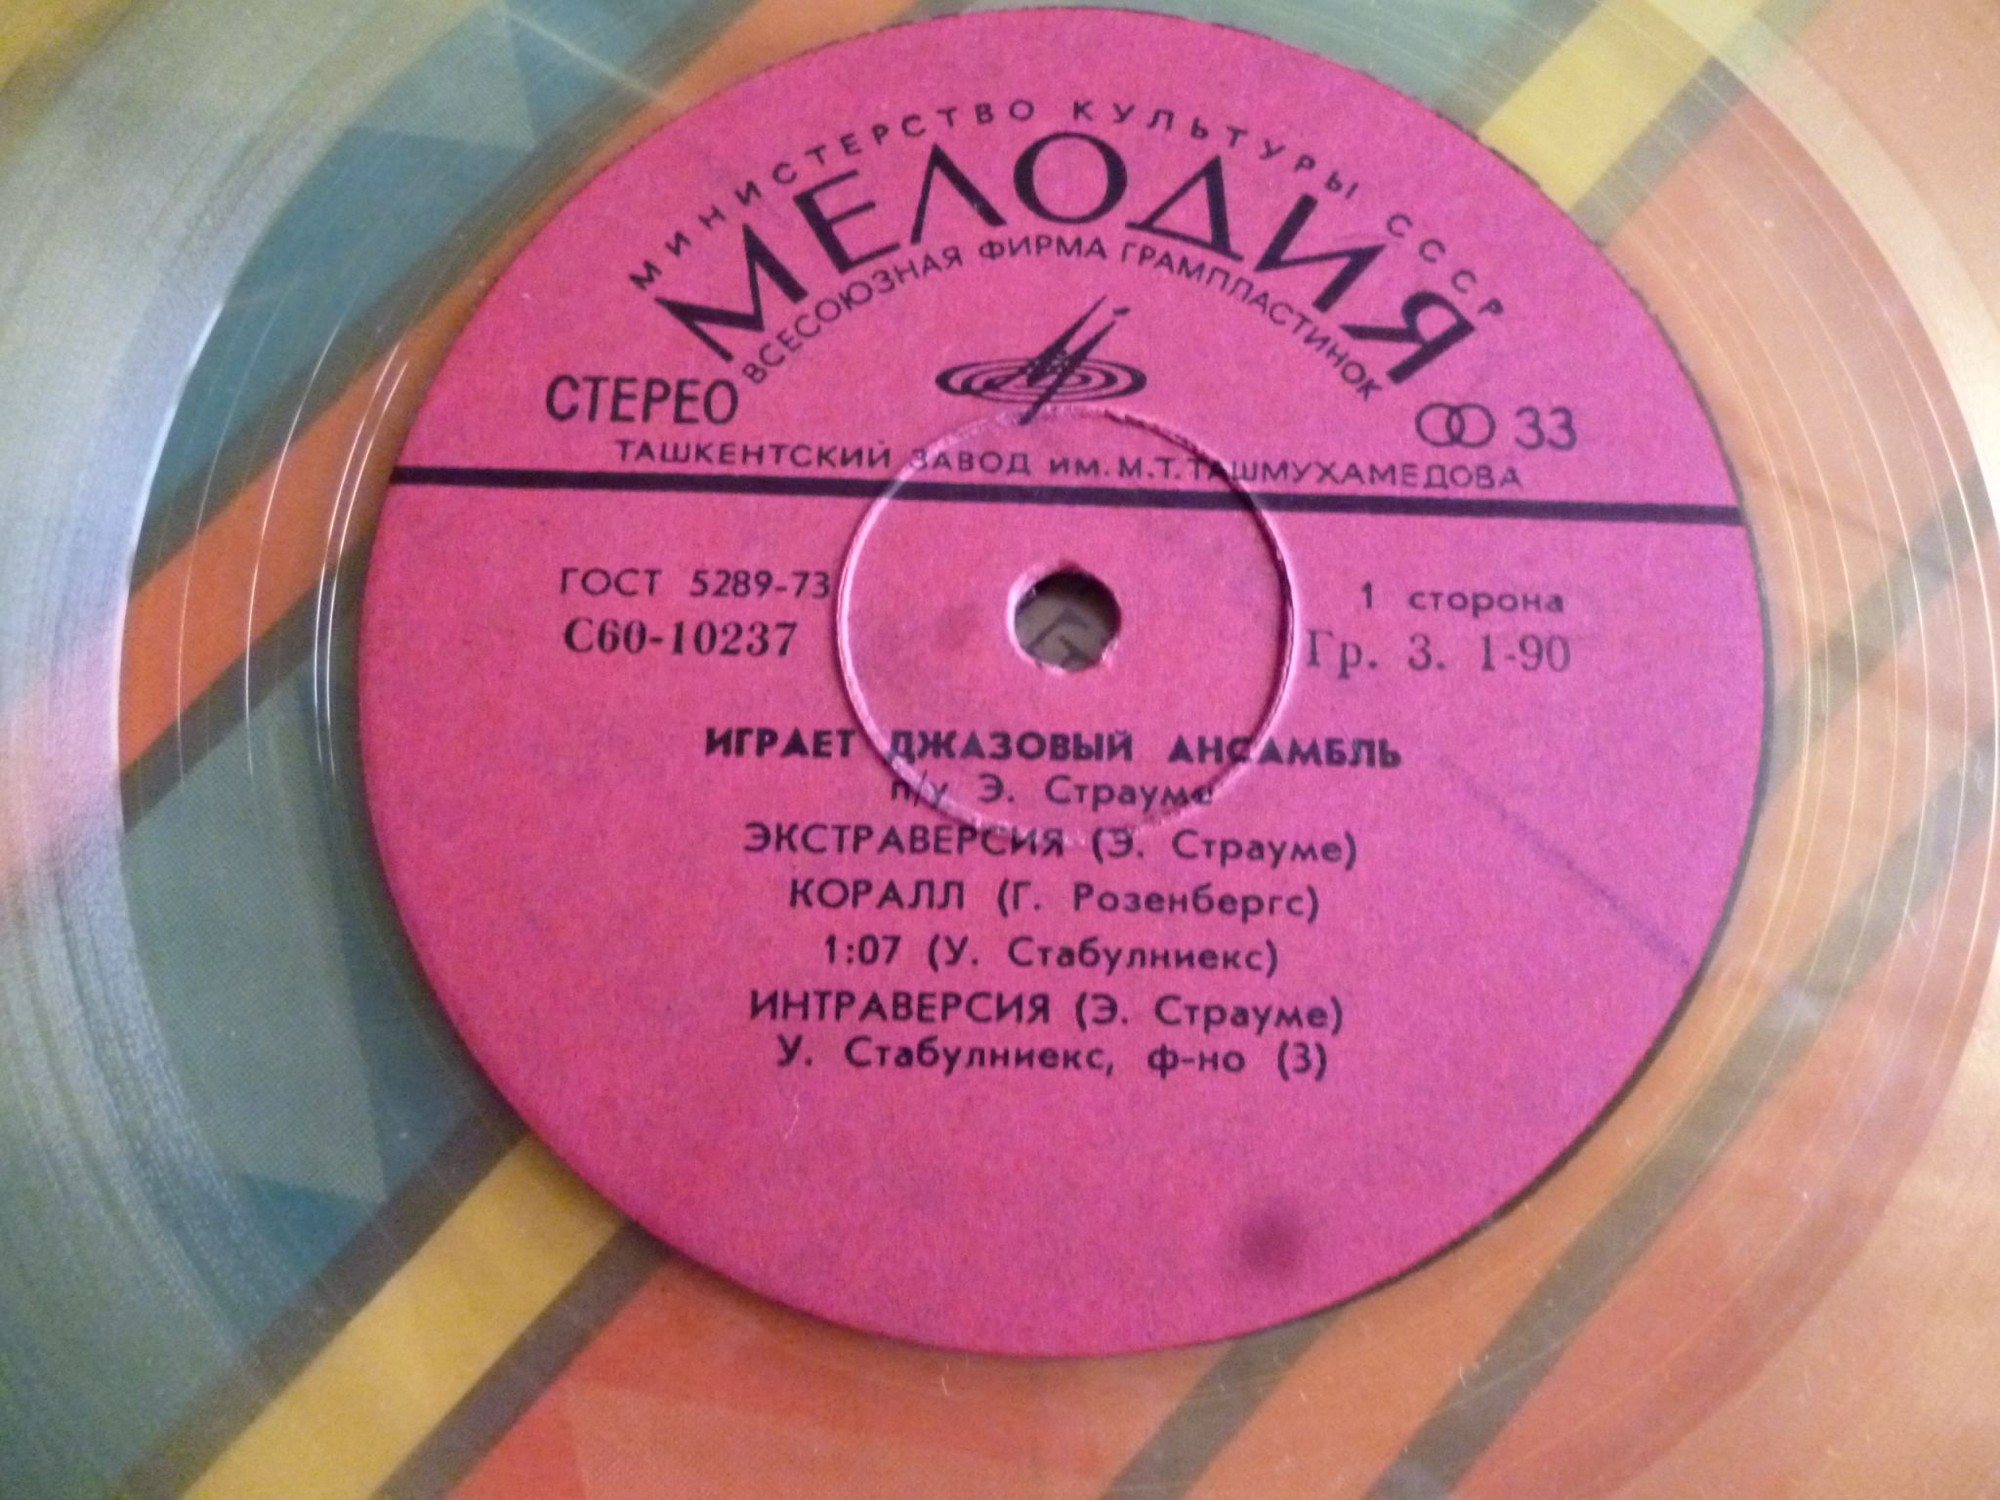 МИНИСТЕРСТВО КУЛЬТУРЫ СССР
МЕЛОДИЯ
ВСЕСОЮЗНАЯ ФИРМА ГРАМПЛАСТИНОК
СТЕРЕО
33
ТАШКЕНТСКИЙ ЗАВОД ИМ. М.Т. ТАШМУХАМЕДОВА
ГОСТ 5289-73
1 сторона
С60-10237
Гр. 3. 1-90
ИГРАЕТ ДЖАЗОВЫЙ АНСАМБЛЬ
п/у Э. Страуме
ЭКСТРАВЕРСИЯ (Э. Страуме)
КОРАЛЛ (Г. Розенбергс)
1:07 (У. Стабулниекс)
ИНТРАВЕРСИЯ (Э. Страуме)
У. Стабулниекс, ф-но (3)